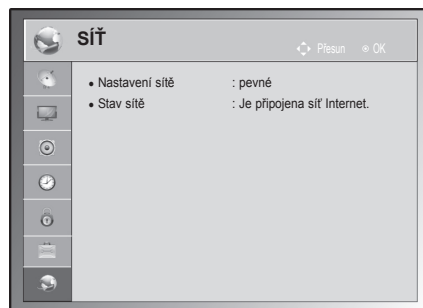 SÍŤ
Přesun OK
• Nastavení sítě : pevné
• Stav sítě : Je připojena síť Internet.